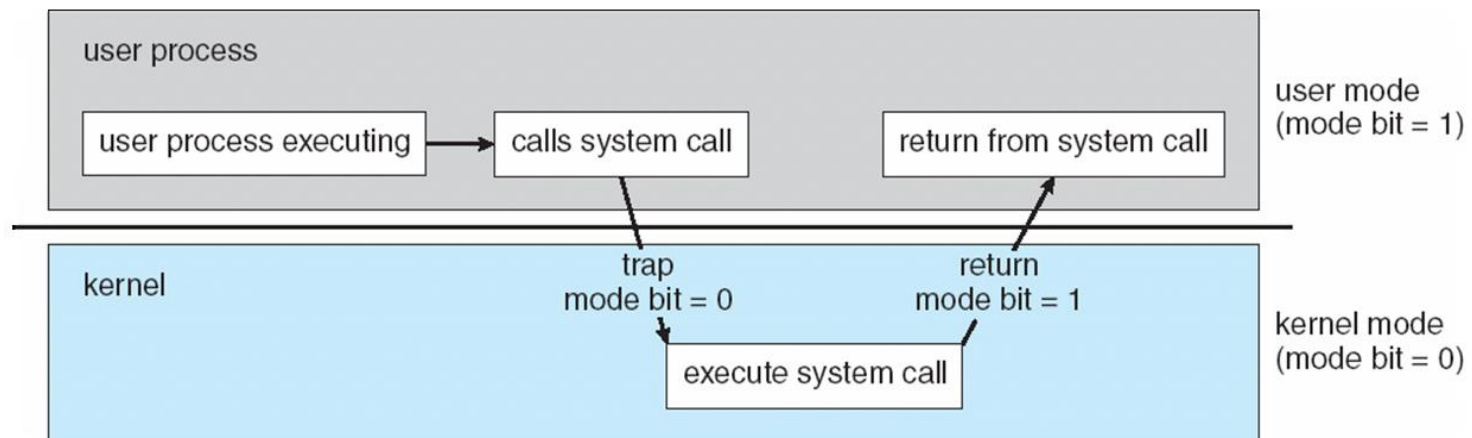 user process
user process executing
calls system call
return from system call
user mode
(mode bit = 1)
kernel
trap
mode bit = 0
return
mode bit = 1
execute system call
kernel mode
(mode bit = 0)